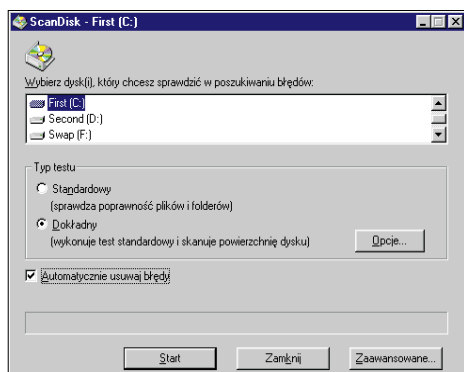 ScanDisk - First (C:)
Wybierz dysk(i), który chcesz sprawdzić w poszukiwaniu błędów:
First (C:)
Second (D:)
Swap (F:)
Typ testu
Standardowy
(sprawdza poprawność plików i folderów)
Dokładny
(wykonuje test standardowy i skanuje powierzchnię dysku)
Opcje...
Automatycznie usuwaj błędy
Start
Zamknij
Zaawansowane...